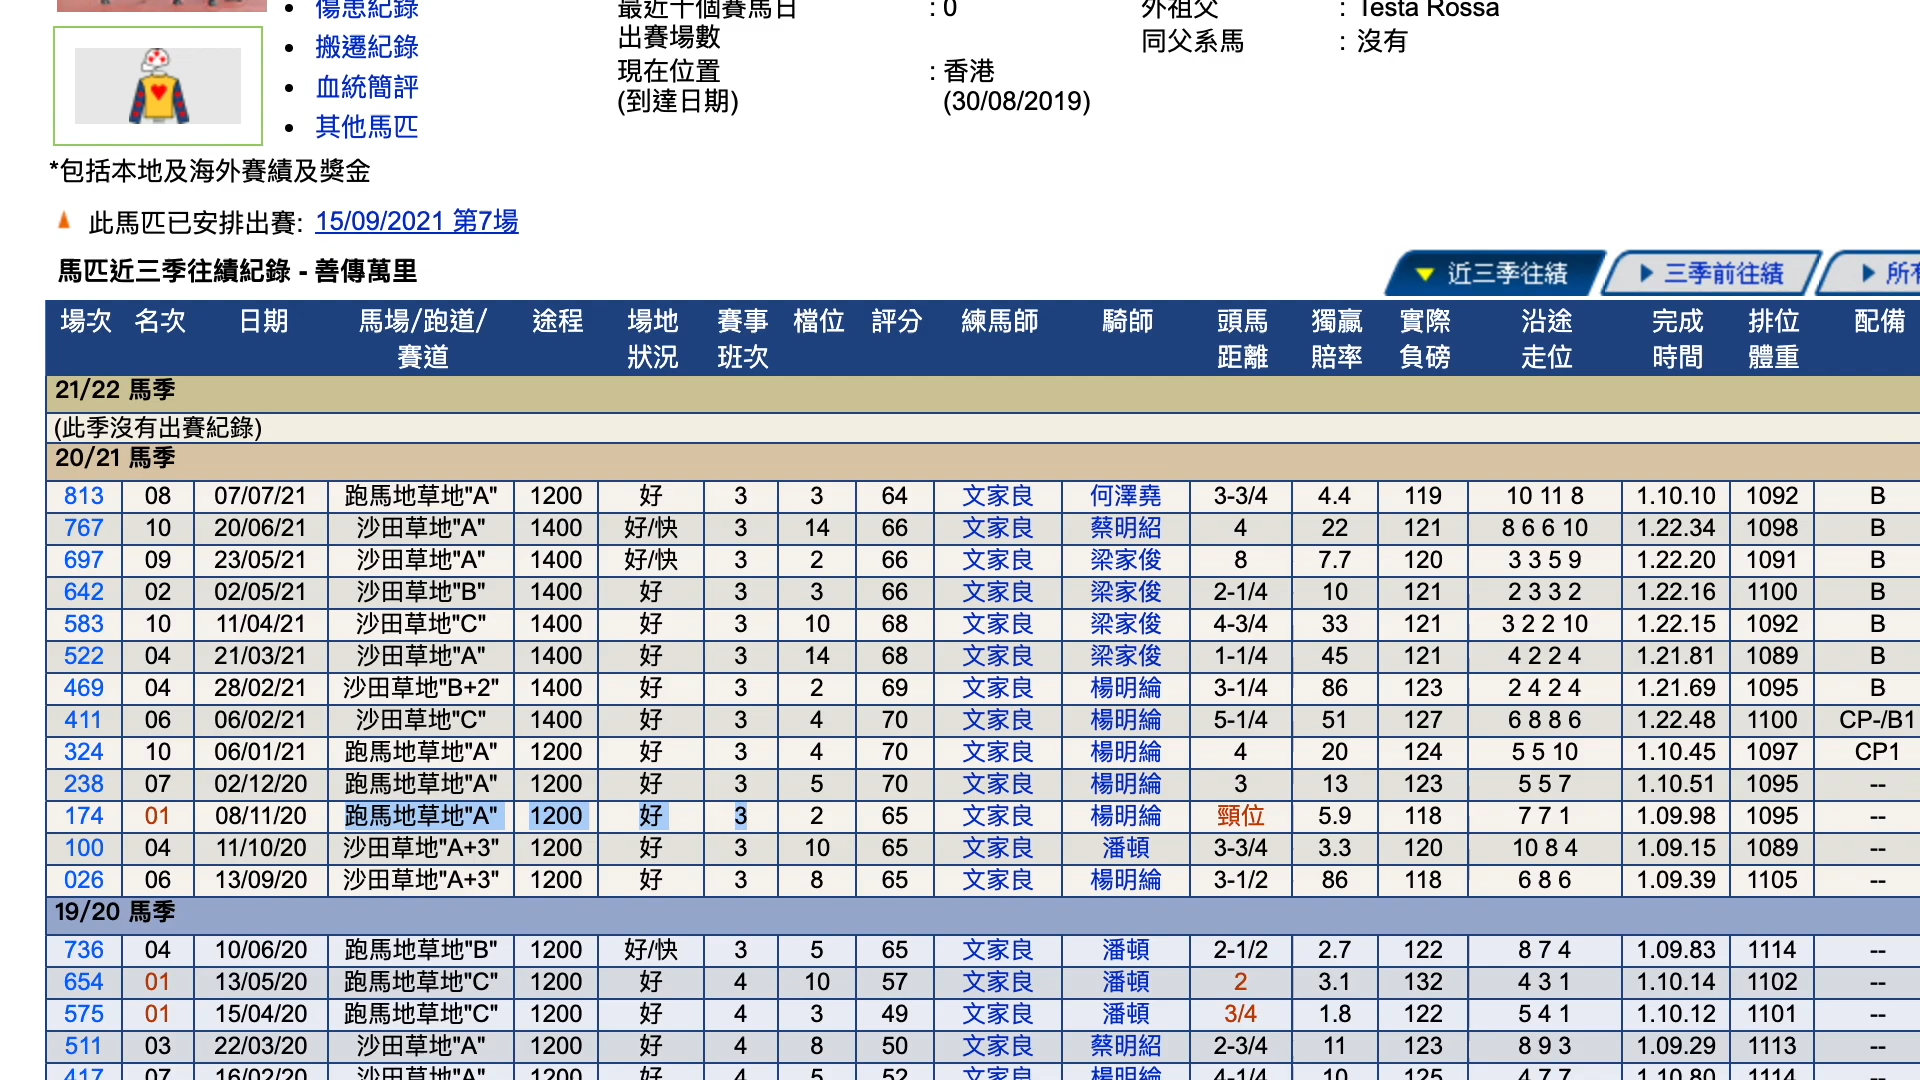 傷患紀錄
搬遷紀錄
血統簡評
其他馬匹
最近十個賽馬日 : 0
出賽場數
現在位置 : 香港
(到達日期) (30/08/2019)
外祖父 : Testa Rossa
同父系馬 : 沒有
*包括本地及海外賽績及獎金
此馬匹已安排出賽: 15/09/2021 第7場
馬匹近三季往績紀錄 - 善傳萬里
近三季往績 三季前往績 所
場次 名次 日期 馬場/跑道/賽道 途程 場地狀況 賽事班次 檔位 評分 練馬師 騎師 頭馬距離 獨贏賠率 實際負磅 沿途走位 完成時間 排位體重 配備
21/22 馬季
(此季沒有出賽紀錄)
20/21 馬季
813 08 07/07/21 跑馬地草地"A" 1200 好 3 3 64 文家良 何澤堯 3-3/4 4.4 119 10 11 8 1.10.10 1092 B
767 10 20/06/21 沙田草地"A" 1400 好/快 3 14 66 文家良 蔡明紹 4 22 121 8 6 6 10 1.22.34 1098 B
697 09 23/05/21 沙田草地"A" 1400 好/快 3 2 66 文家良 梁家俊 8 7.7 120 3 3 5 9 1.22.20 1091 B
642 02 02/05/21 沙田草地"B" 1400 好 3 3 66 文家良 梁家俊 2-1/4 10 121 2 3 3 2 1.22.16 1100 B
583 10 11/04/21 沙田草地"C" 1400 好 3 10 68 文家良 梁家俊 4-3/4 33 121 3 2 2 10 1.22.15 1092 B
522 04 21/03/21 沙田草地"A" 1400 好 3 14 68 文家良 梁家俊 1-1/4 45 121 4 2 2 4 1.21.81 1089 B
469 04 28/02/21 沙田草地"B+2" 1400 好 3 2 69 文家良 楊明綸 3-1/4 86 123 2 4 2 4 1.21.69 1095 B
411 06 06/02/21 沙田草地"C" 1400 好 3 4 70 文家良 楊明綸 5-1/4 51 127 6 8 8 6 1.22.48 1100 CP-/B1
324 10 06/01/21 跑馬地草地"A" 1200 好 3 4 70 文家良 楊明綸 4 20 124 5 5 10 1.10.45 1097 CP1
238 07 02/12/20 跑馬地草地"A" 1200 好 3 5 70 文家良 楊明綸 3 13 123 5 5 7 1.10.51 1095 --
174 01 08/11/20 跑馬地草地"A" 1200 好 3 2 65 文家良 楊明綸 頸位 5.9 118 7 7 1 1.09.98 1095 --
100 04 11/10/20 沙田草地"A+3" 1200 好 3 10 65 文家良 潘頓 3-3/4 3.3 120 10 8 4 1.09.15 1089 --
026 06 13/09/20 沙田草地"A+3" 1200 好 3 8 65 文家良 楊明綸 3-1/2 86 118 6 8 6 1.09.39 1105 --
19/20 馬季
736 04 10/06/20 跑馬地草地"B" 1200 好/快 3 5 65 文家良 潘頓 2-1/2 2.7 122 8 7 4 1.09.83 1114 --
654 01 13/05/20 跑馬地草地"C" 1200 好 4 10 57 文家良 潘頓 2 3.1 132 4 3 1 1.10.14 1102 --
575 01 15/04/20 跑馬地草地"C" 1200 好 4 3 49 文家良 潘頓 3/4 1.8 122 5 4 1 1.10.12 1101 --
511 03 22/03/20 沙田草地"A" 1200 好 4 8 50 文家良 蔡明紹 2-3/4 11 123 8 9 3 1.09.29 1113 --
417 07 16/02/20 沙田草地"A" 1200 好 4 5 52 文家良 楊明綸 4-1/4 10 125 4 7 7 1.10.80 1114 --